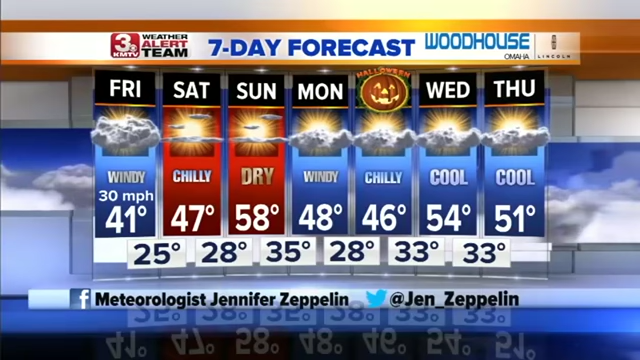 3
KMTV
WEATHER
ALERT
TEAM
7-DAY FORECAST
WOODHOUSE
OMAHA
LINCOLN
FRI SAT SUN MON HALLOWEEN WED THU
WINDY CHILLY DRY WINDY CHILLY COOL COOL
30 mph
41° 47° 58° 48° 46° 54° 51°
25° 28° 35° 28° 33° 33°
f Meteorologist Jennifer Zeppelin @Jen_Zeppelin